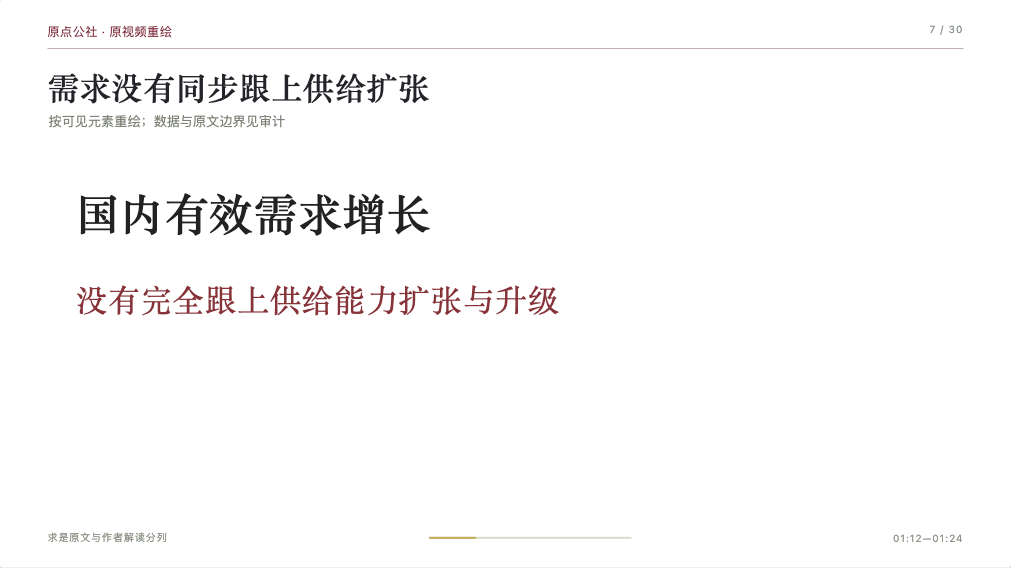 原点公社 · 原视频重绘
7 / 30
需求没有同步跟上供给扩张
按可见元素重绘；数据与原文边界见审计
国内有效需求增长
没有完全跟上供给能力扩张与升级
求是原文与作者解读分列
01:12—01:24